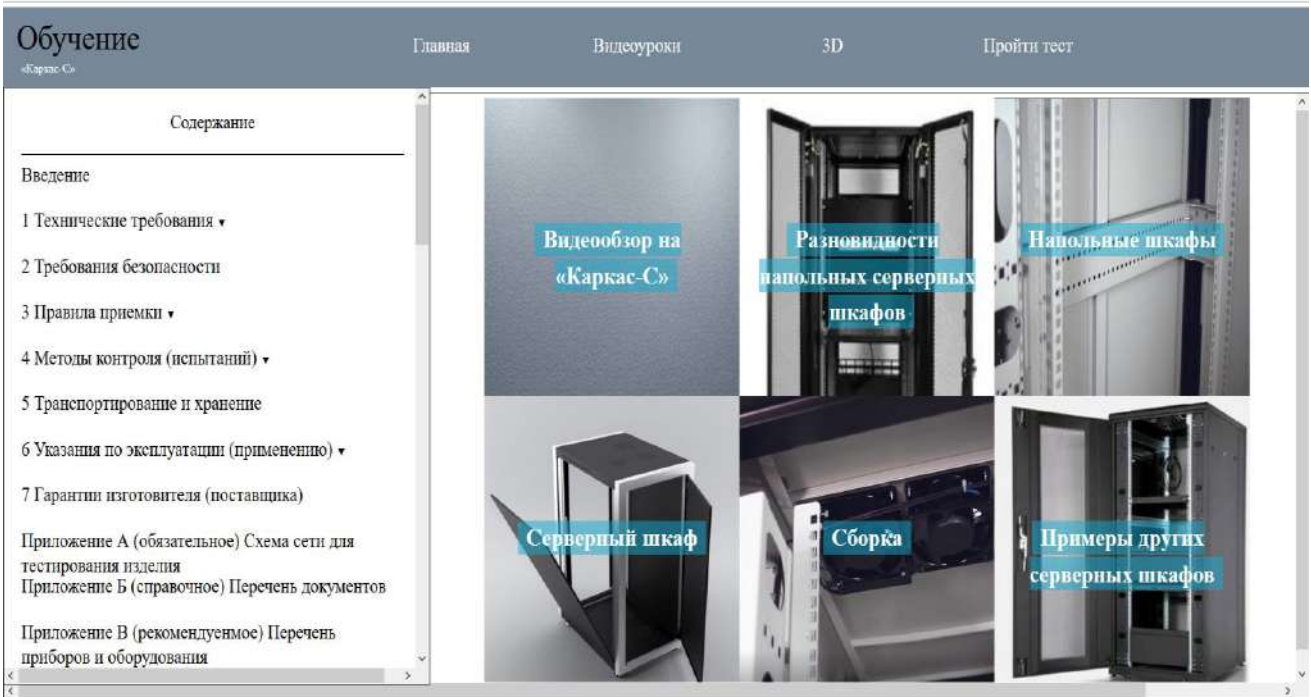 Обучение
«Каркас-С»
Главная
Видеоуроки
3D
Пройти тест
Содержание
Введение
1 Технические требования ▾
2 Требования безопасности
3 Правила приемки ▾
4 Методы контроля (испытаний) ▾
5 Транспортирование и хранение
6 Указания по эксплуатации (применению) ▾
7 Гарантии изготовителя (поставщика)
Приложение А (обязательное) Схема сети для
тестирования изделия
Приложение Б (справочное) Перечень документов
Приложение В (рекомендуенмое) Перечень
приборов и оборудования
Видеообзор на
«Каркас-С»
Разновидности
напольных серверных
шкафов
Напольные шкафы
Серверный шкаф
Сборка
Примеры других
серверных шкафов